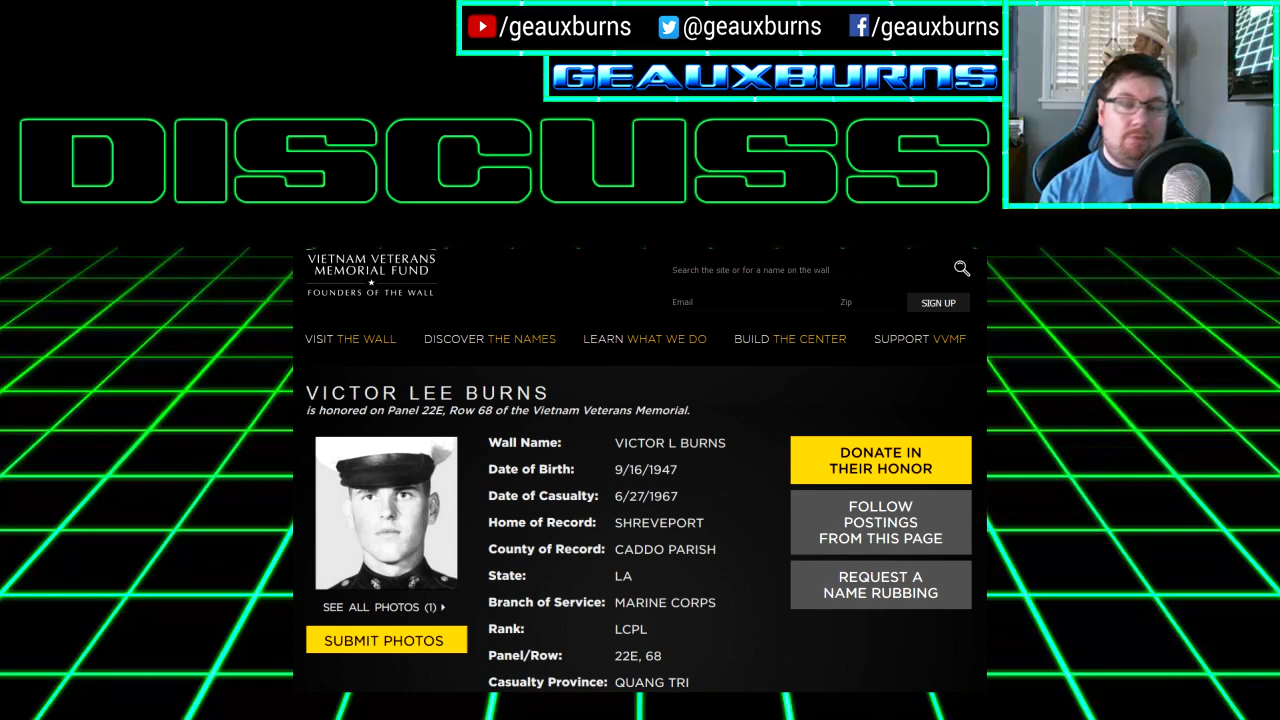 /geauxburns @geauxburns /geauxburns
GEAUXBURNS
DISCUSS
VIETNAM VETERANS
MEMORIAL FUND
FOUNDERS OF THE WALL
Search the site or for a name on the wall
Email Zip SIGN UP
VISIT THE WALL DISCOVER THE NAMES LEARN WHAT WE DO BUILD THE CENTER SUPPORT VVMF
VICTOR LEE BURNS
is honored on Panel 22E, Row 68 of the Vietnam Veterans Memorial.
Wall Name: VICTOR L BURNS
Date of Birth: 9/16/1947
Date of Casualty: 6/27/1967
Home of Record: SHREVEPORT
County of Record: CADDO PARISH
State: LA
Branch of Service: MARINE CORPS
Rank: LCPL
Panel/Row: 22E, 68
Casualty Province: QUANG TRI
SEE ALL PHOTOS (1)
SUBMIT PHOTOS
DONATE IN
THEIR HONOR
FOLLOW
POSTINGS
FROM THIS PAGE
REQUEST A
NAME RUBBING